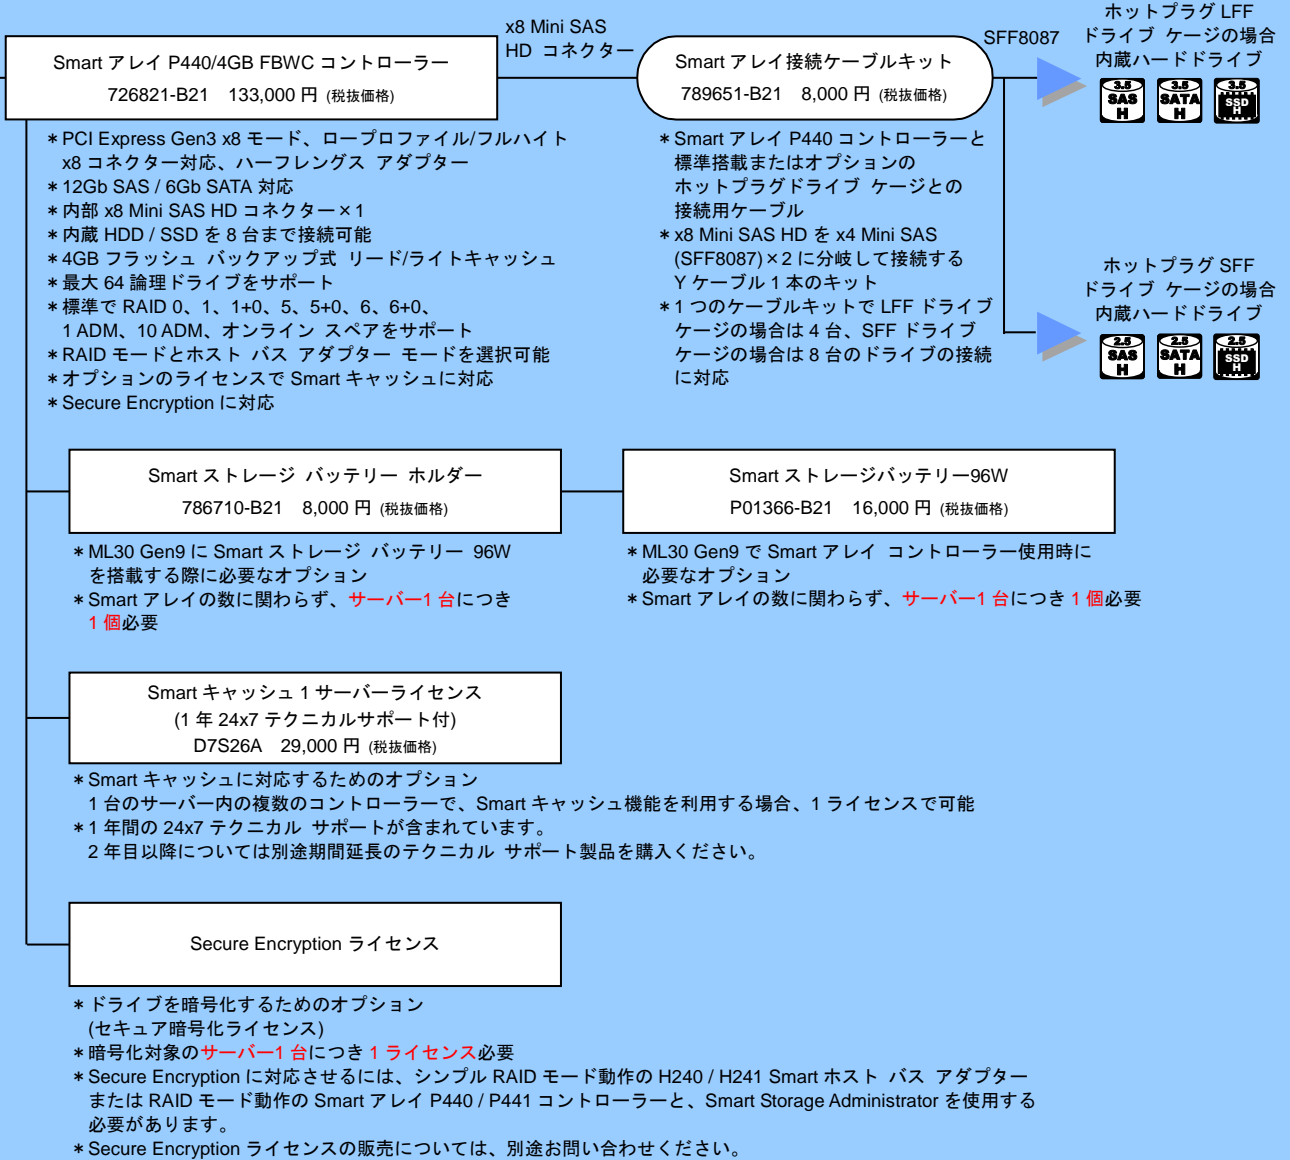 x8 Mini SAS
HD コネクター
SFF8087
ホットプラグ LFF
ドライブ ケージの場合
内蔵ハードドライブ
3.5 SAS H
3.5 SATA H
3.5 SSD H
Smart アレイ P440/4GB FBWC コントローラー
726821-B21 133,000 円 (税抜価格)
Smart アレイ接続ケーブルキット
789651-B21 8,000 円 (税抜価格)
＊PCI Express Gen3 x8 モード、ロープロファイル/フルハイト
x8 コネクター対応、ハーフレングス アダプター
＊12Gb SAS / 6Gb SATA 対応
＊内部 x8 Mini SAS HD コネクター×1
＊内蔵 HDD / SSD を 8 台まで接続可能
＊4GB フラッシュ バックアップ式 リード/ライトキャッシュ
＊最大 64 論理ドライブをサポート
＊標準で RAID 0、1、1+0、5、5+0、6、6+0、
1 ADM、10 ADM、オンライン スペアをサポート
＊RAID モードとホスト バス アダプター モードを選択可能
＊オプションのライセンスで Smart キャッシュに対応
＊Secure Encryption に対応
＊Smart アレイ P440 コントローラーと
標準搭載またはオプションの
ホットプラグドライブ ケージとの
接続用ケーブル
＊x8 Mini SAS HD を x4 Mini SAS
(SFF8087)×2 に分岐して接続する
Y ケーブル 1 本のキット
＊1 つのケーブルキットで LFF ドライブ
ケージの場合は 4 台、SFF ドライブ
ケージの場合は 8 台のドライブの接続
に対応
ホットプラグ SFF
ドライブ ケージの場合
内蔵ハードドライブ
2.5 SAS H
2.5 SATA H
2.5 SSD H
Smart ストレージ バッテリー ホルダー
786710-B21 8,000 円 (税抜価格)
Smart ストレージバッテリー96W
P01366-B21 16,000 円 (税抜価格)
＊ML30 Gen9 に Smart ストレージ バッテリー 96W
を搭載する際に必要なオプション
＊Smart アレイの数に関わらず、サーバー1 台につき
1 個必要
＊ML30 Gen9 で Smart アレイ コントローラー使用時に
必要なオプション
＊Smart アレイの数に関わらず、サーバー1 台につき 1 個必要
Smart キャッシュ 1 サーバーライセンス
(1 年 24x7 テクニカルサポート付)
D7S26A 29,000 円 (税抜価格)
＊Smart キャッシュに対応するためのオプション
1 台のサーバー内の複数のコントローラーで、Smart キャッシュ機能を利用する場合、1 ライセンスで可能
＊1 年間の 24x7 テクニカル サポートが含まれています。
2 年目以降については別途期間延長のテクニカル サポート製品を購入ください。
Secure Encryption ライセンス
＊ドライブを暗号化するためのオプション
(セキュア暗号化ライセンス)
＊暗号化対象のサーバー1 台につき 1 ライセンス必要
＊Secure Encryption に対応させるには、シンプル RAID モード動作の H240 / H241 Smart ホスト バス アダプター
または RAID モード動作の Smart アレイ P440 / P441 コントローラーと、Smart Storage Administrator を使用する
必要があります。
＊Secure Encryption ライセンスの販売については、別途お問い合わせください。